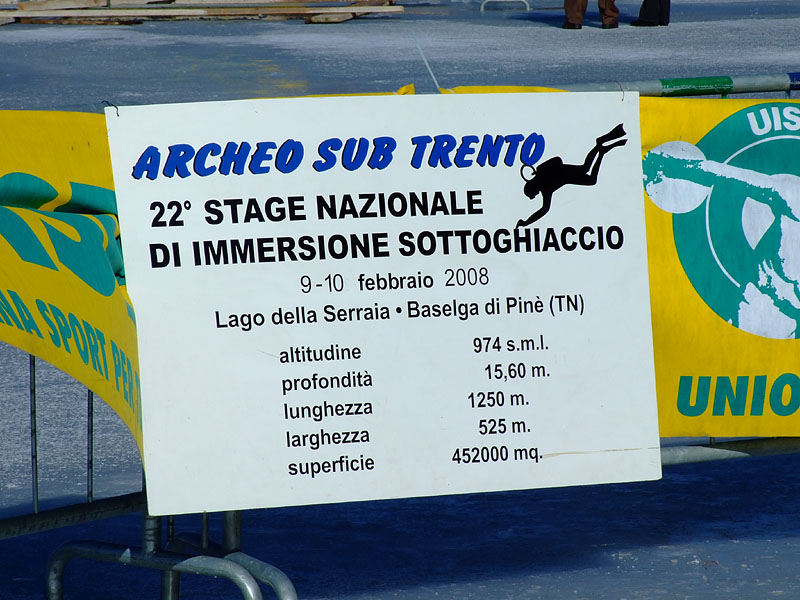 ARCHEO SUB TRENTO
22° STAGE NAZIONALE
DI IMMERSIONE SOTTOGHIACCIO
9-10 febbraio 2008
Lago della Serraia • Baselga di Pinè (TN)
altitudine 974 s.m.l.
profondità 15,60 m.
lunghezza 1250 m.
larghezza 525 m.
superficie 452000 mq.
NA SPORT PER
UIS
UNIO